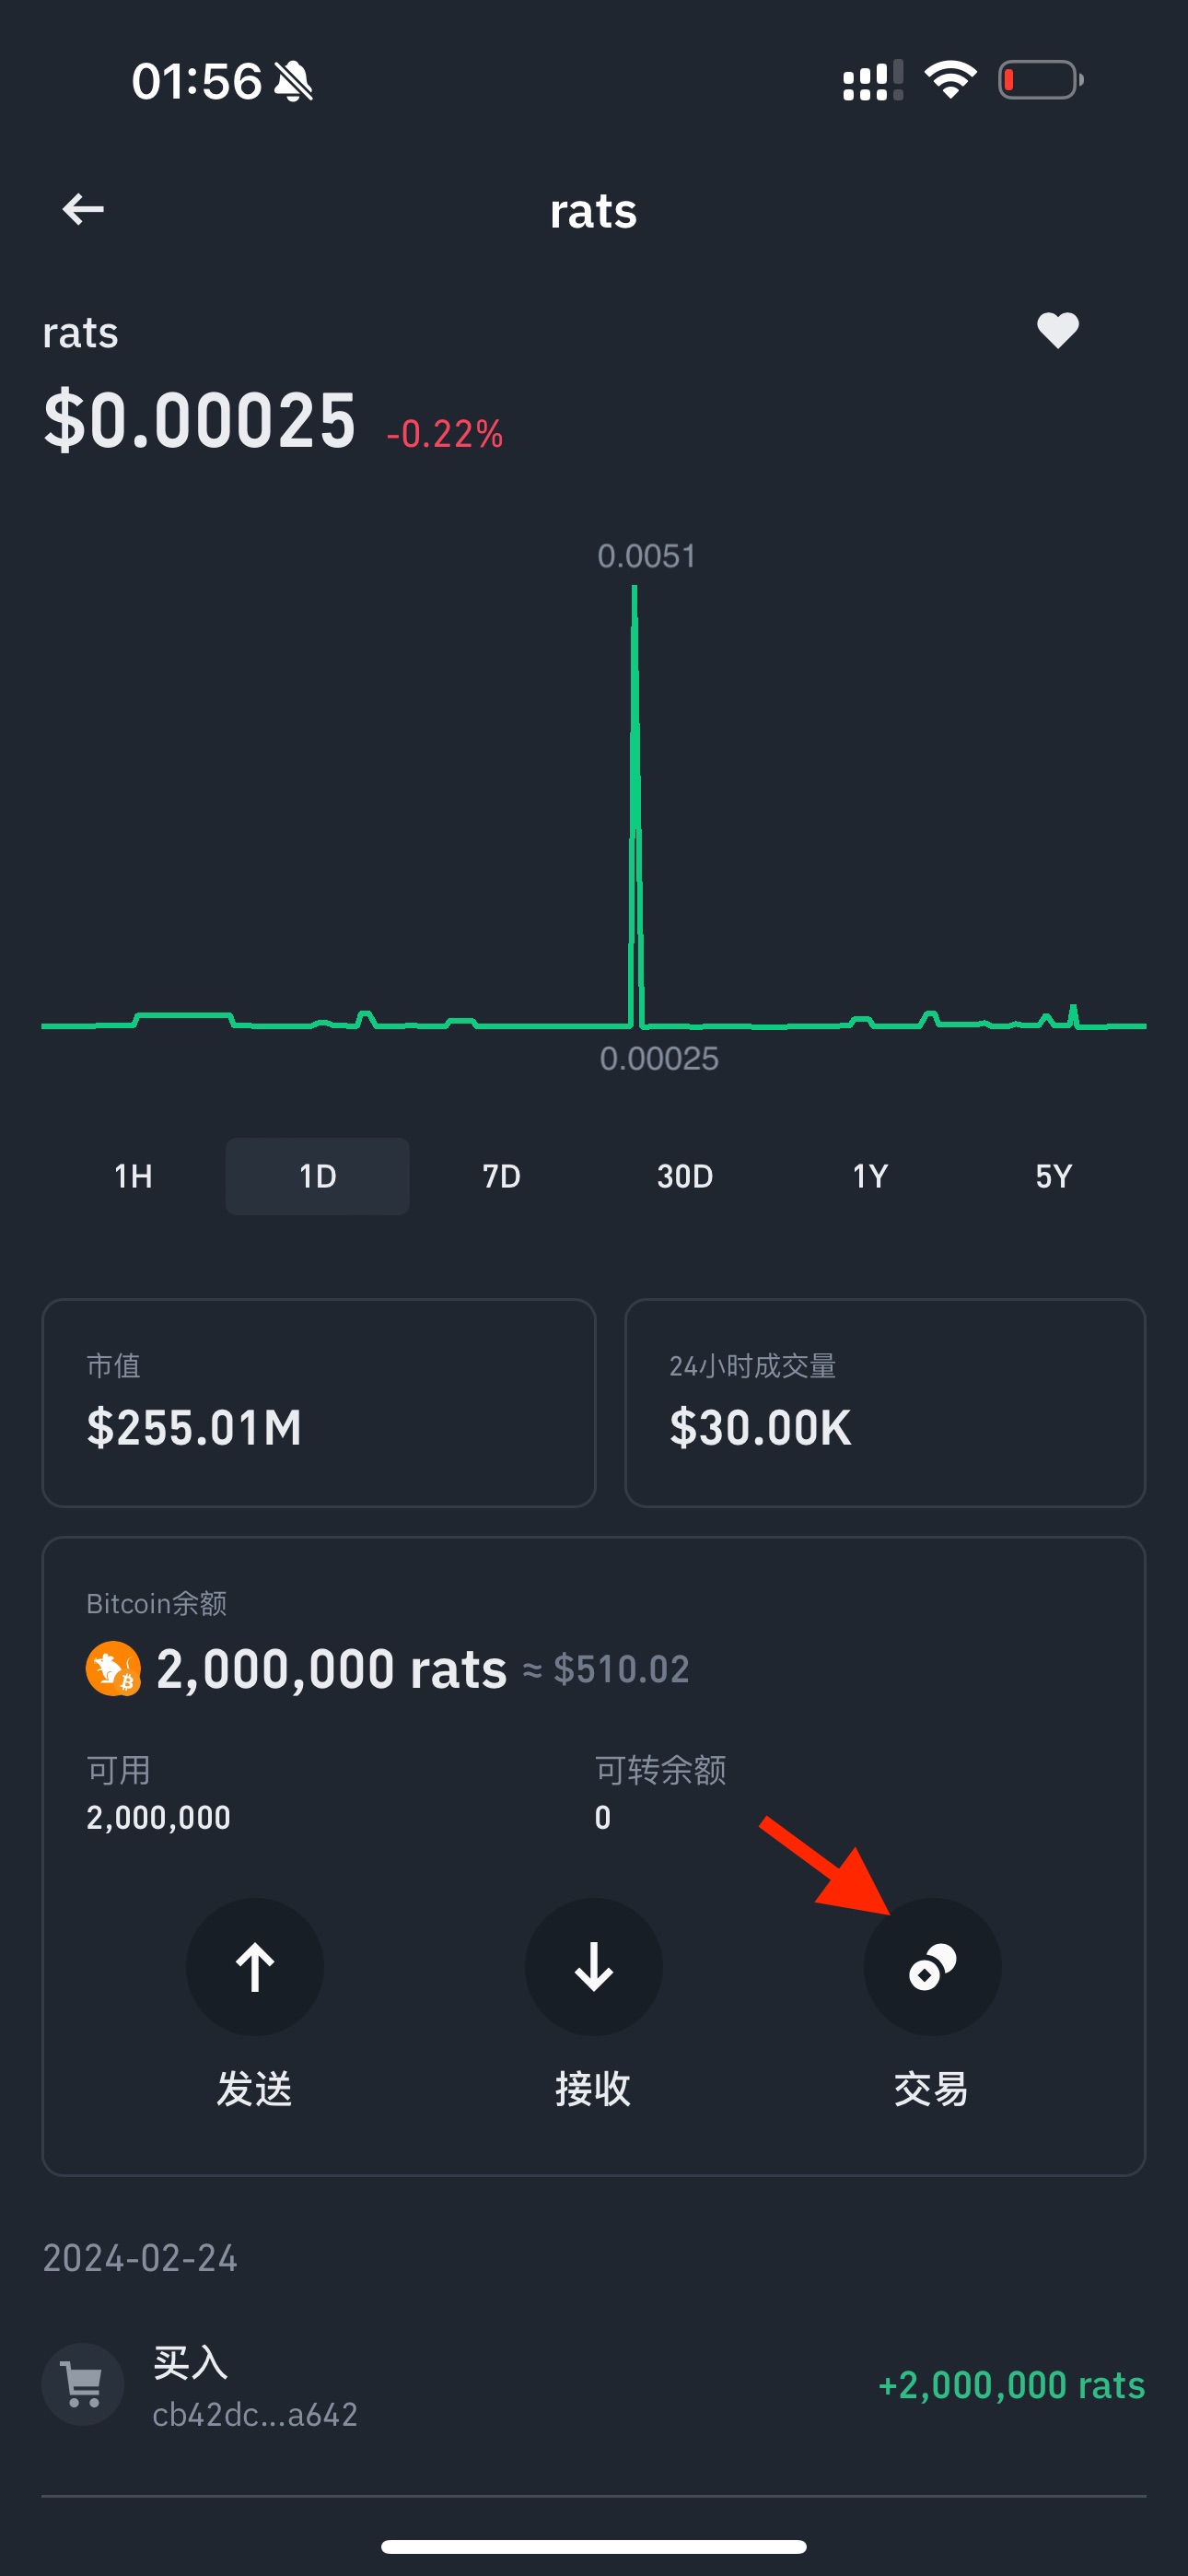 01:56
rats
rats
$0.00025 -0.22%
0.0051
0.00025
1H 1D 7D 30D 1Y 5Y
市值 24小时成交量
$255.01M $30.00K
Bitcoin余额
2,000,000 rats ≈ $510.02
可用 可转余额
2,000,000 0
发送 接收 交易
2024-02-24
买入
cb42dc...a642 +2,000,000 rats